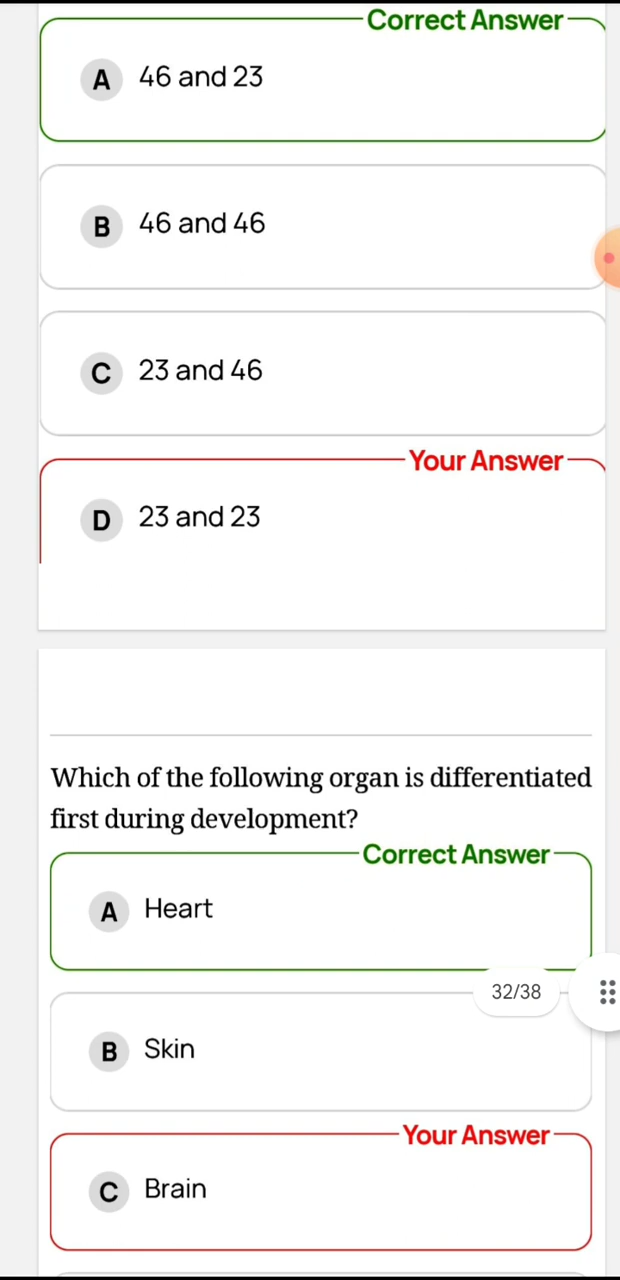 Correct Answer
A 46 and 23
B 46 and 46
C 23 and 46
Your Answer
D 23 and 23
Which of the following organ is differentiated
first during development?
Correct Answer
A Heart
32/38
B Skin
Your Answer
C Brain